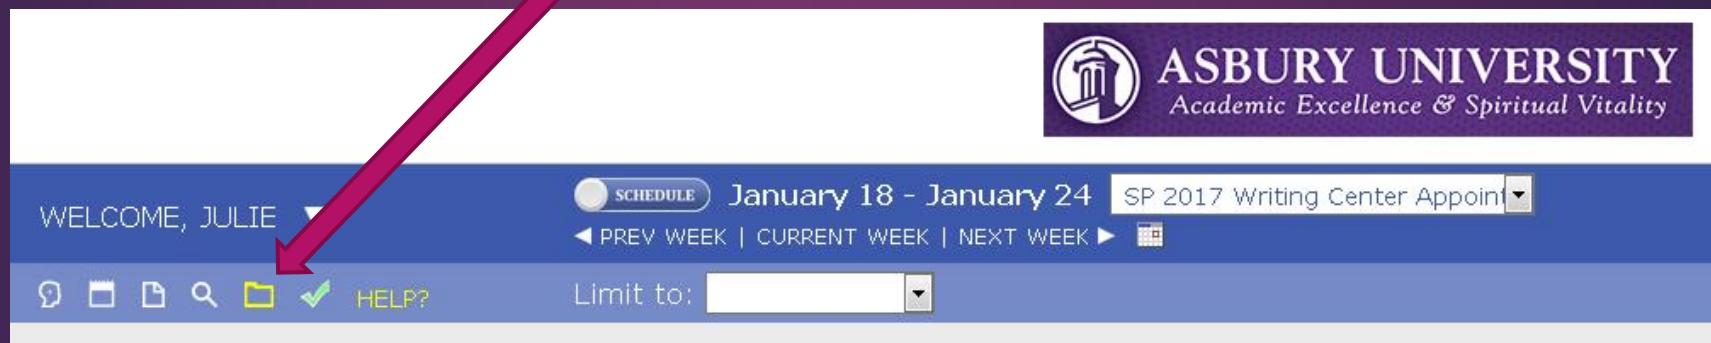 ASBURY UNIVERSITY
Academic Excellence & Spiritual Vitality
WELCOME, JULIE
SCHEDULE January 18 - January 24 SP 2017 Writing Center Appoint
PREV WEEK | CURRENT WEEK | NEXT WEEK
HELP? Limit to: